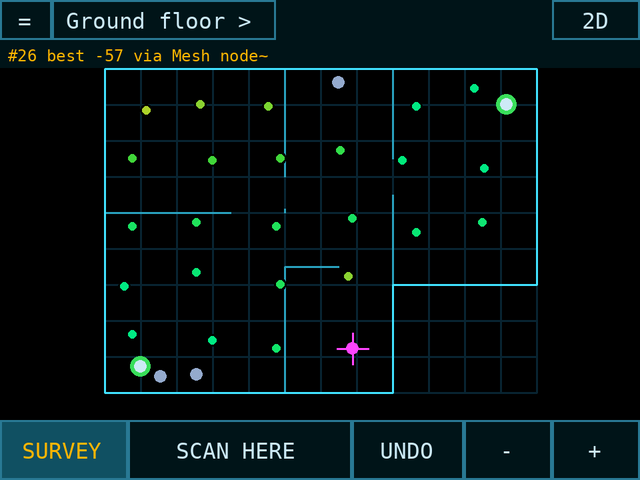 = Ground floor > 2D
#26 best -57 via Mesh node~
SURVEY SCAN HERE UNDO - +